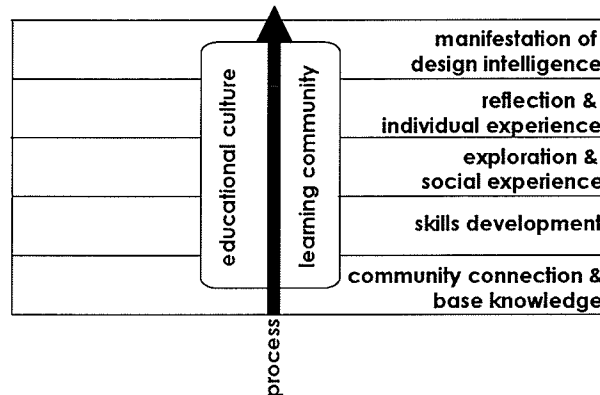 manifestation of
design intelligence
reflection &
individual experience
exploration &
social experience
skills development
community connection &
base knowledge
educational culture
learning community
process